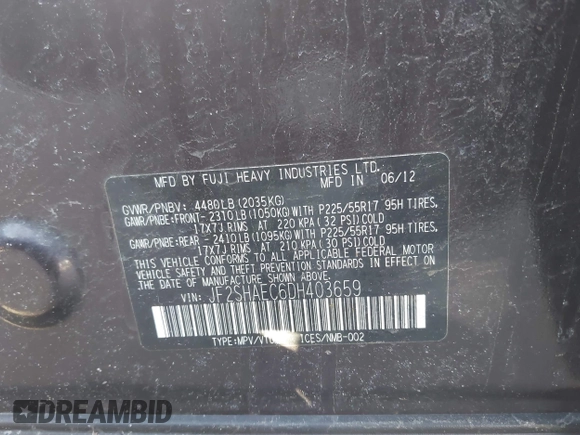 MFD BY FUJI HEAVY INDUSTRIES LTD.
MFD IN 06/12
GVWR/PNBV: 4480LB (2035KG)
GAWR/PNBE:FRONT- 2310LB(1050KG)WITH P225/55R17 95H TIRES,
17X7J RIMS AT 220 KPA (32 PSI)COLD
GAWR/PNBE:REAR - 2410LB(1095KG)WITH P225/55R17 95H TIRES,
17X7J RIMS AT 210 KPA(30 PSI)COLD
THIS VEHICLE CONFORMS TO ALL APPLICABLE FEDERAL MOTOR
VEHICLE SAFETY AND THEFT PREVENTION STANDARDS IN EFFECT ON
THE DATE OF MANUFACTURE SHOWN ABOVE.
VIN: JF2SHAEC6DH403659
TYPE:MPV/ ICES/NMB-002
DREAMBID